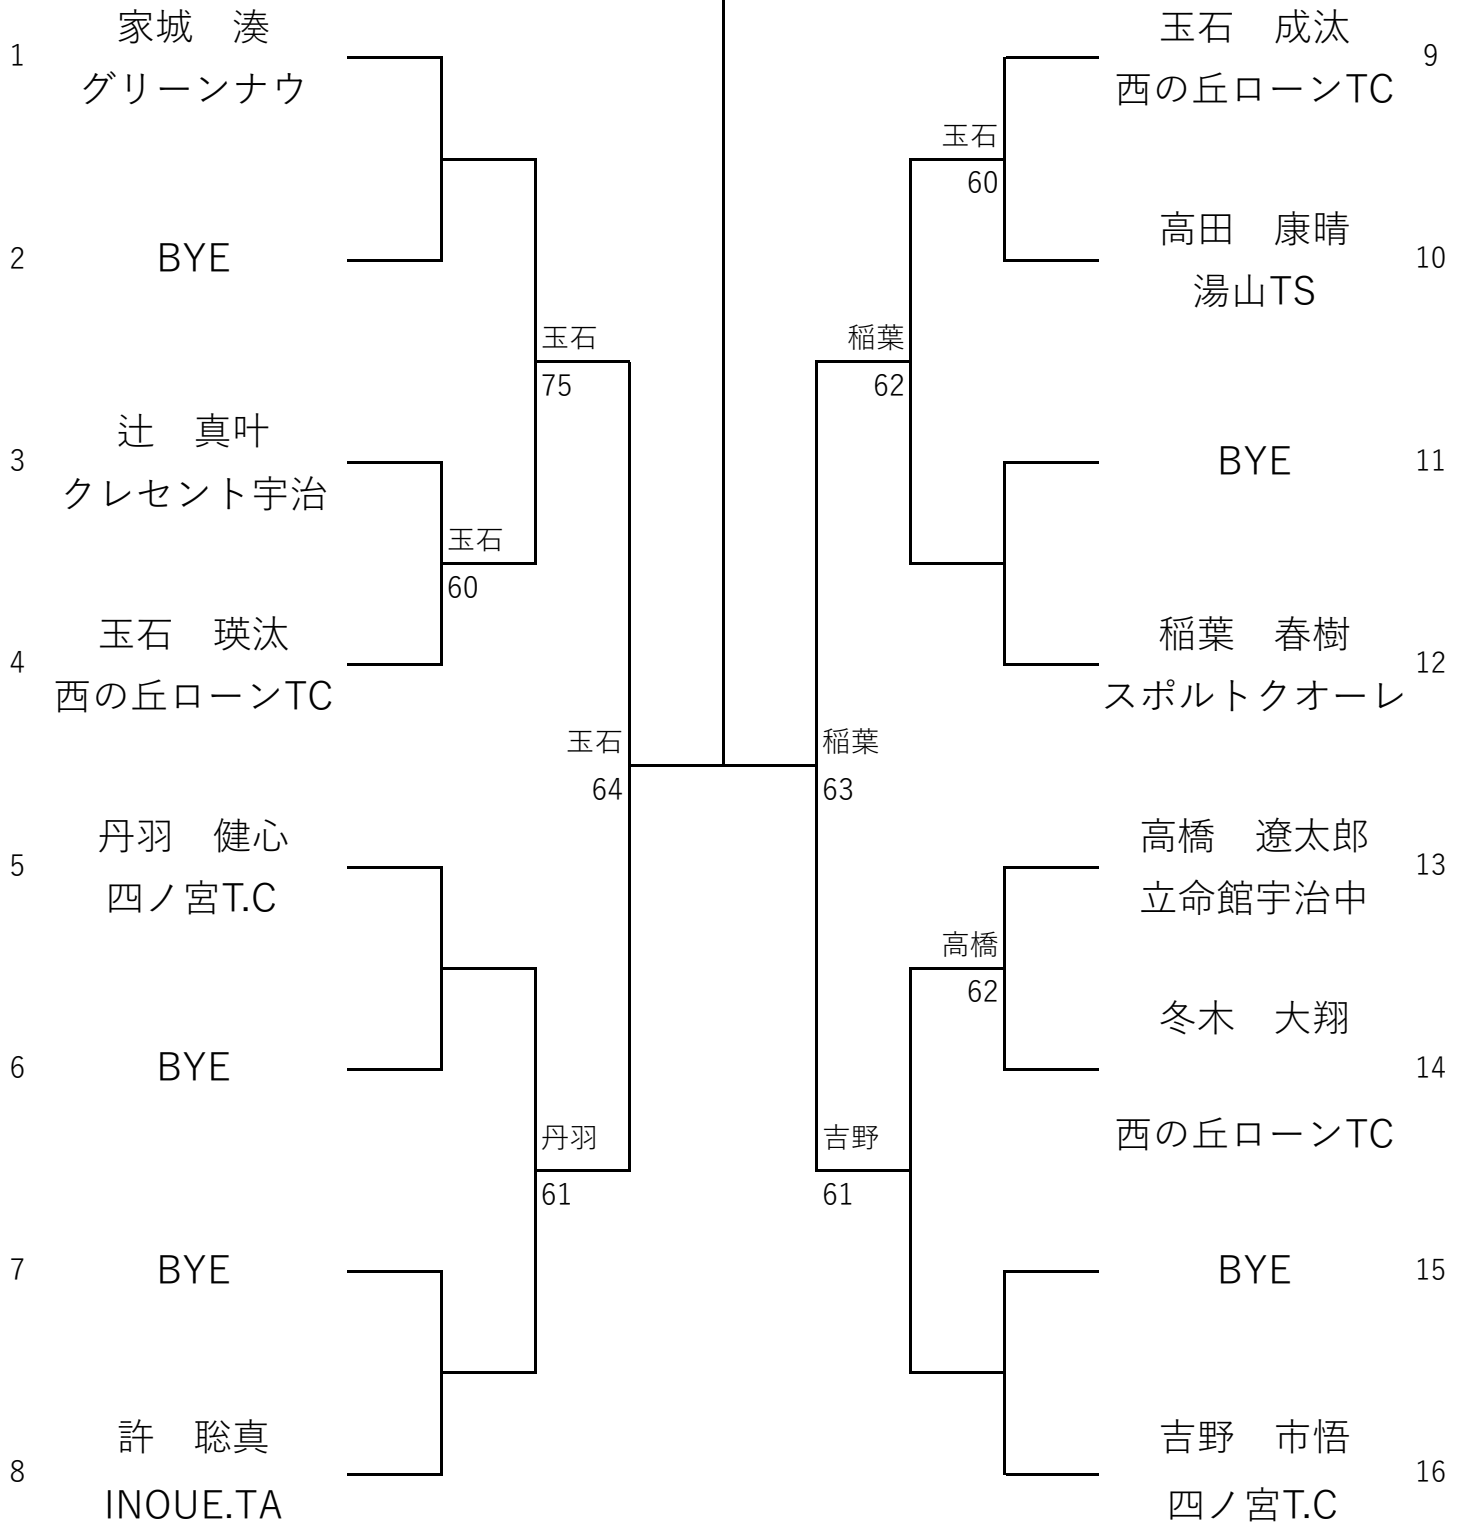 1
家城　湊
グリーンナウ
2
BYE
3
辻　真叶
クレセント宇治
4
玉石　瑛汰
西の丘ローンTC
5
丹羽　健心
四ノ宮T.C
6
BYE
7
BYE
8
許　聡真
INOUE.TA
玉石
60
玉石
75
丹羽
61
玉石
64
稲葉
63
稲葉
62
吉野
61
玉石
60
高橋
62
玉石　成汰
西の丘ローンTC
9
高田　康晴
湯山TS
10
BYE
11
稲葉　春樹
スポルトクオーレ
12
高橋　遼太郎
立命館宇治中
13
冬木　大翔
西の丘ローンTC
14
BYE
15
吉野　市悟
四ノ宮T.C
16